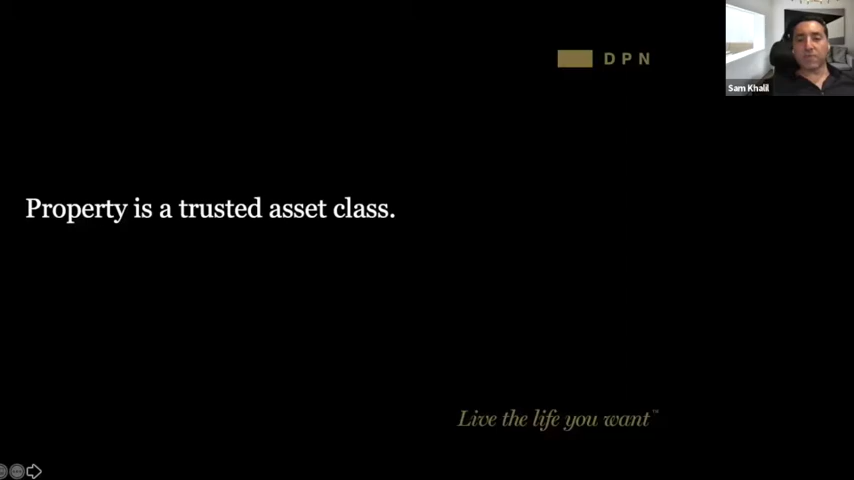 DPN
Sam Khalil
Property is a trusted asset class.
Live the life you want™